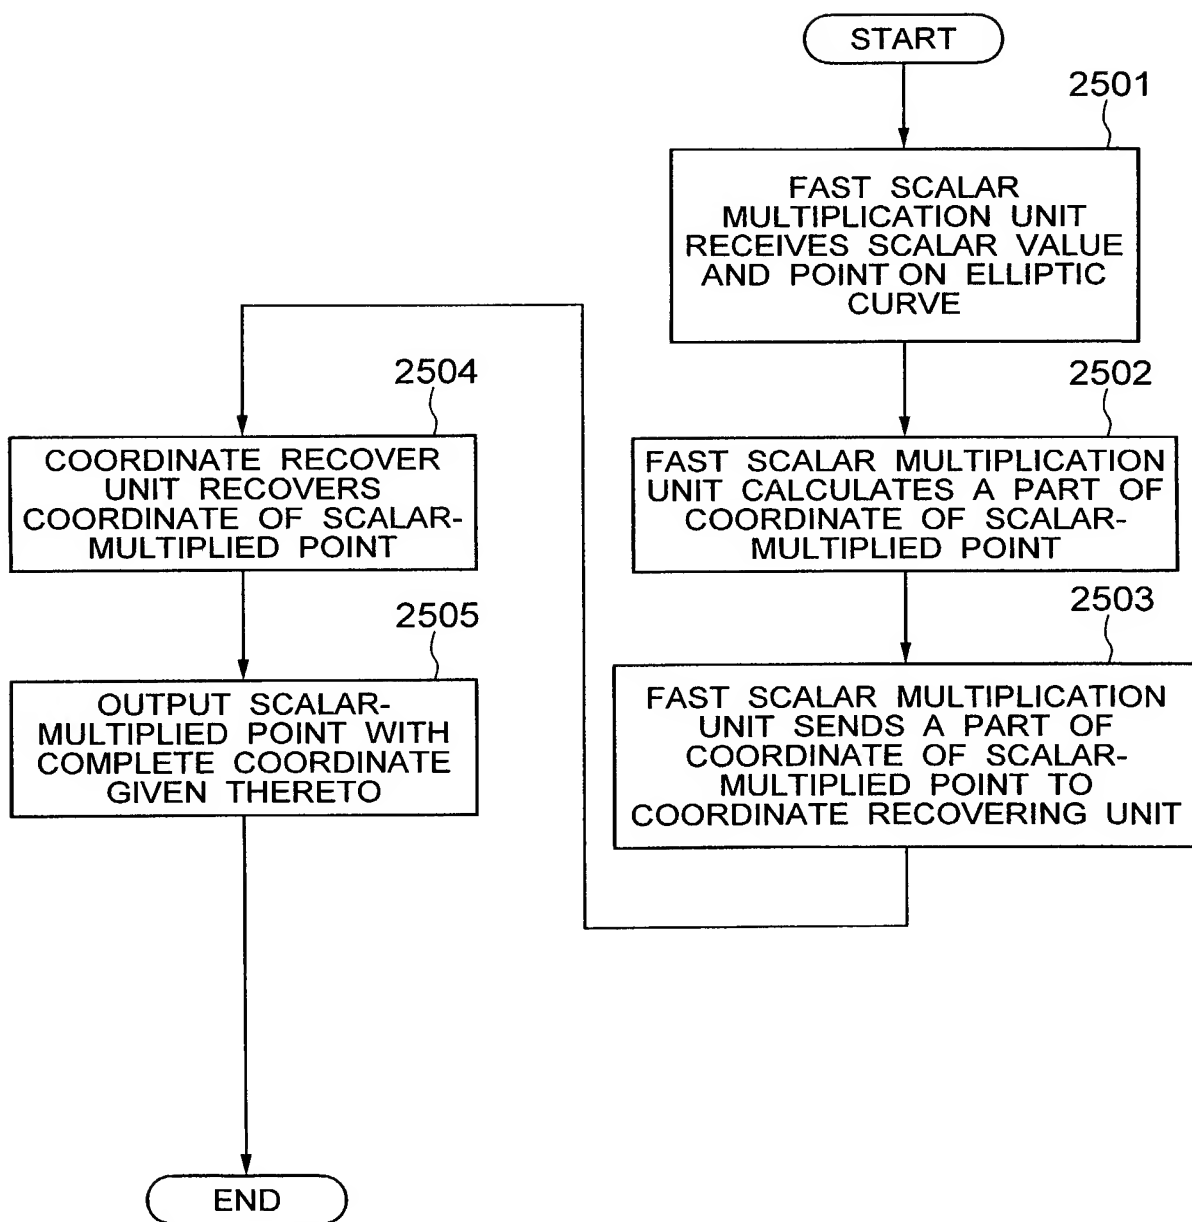 START
2501
FAST SCALAR
MULTIPLICATION UNIT
RECEIVES SCALAR VALUE
AND POINT ON ELLIPTIC
CURVE
2502
FAST SCALAR MULTIPLICATION
UNIT CALCULATES A PART OF
COORDINATE OF SCALAR-
MULTIPLIED POINT
2503
FAST SCALAR MULTIPLICATION
UNIT SENDS A PART OF
COORDINATE OF SCALAR-
MULTIPLIED POINT TO
COORDINATE RECOVERING UNIT
2504
COORDINATE RECOVER
UNIT RECOVERS
COORDINATE OF SCALAR-
MULTIPLIED POINT
2505
OUTPUT SCALAR-
MULTIPLIED POINT WITH
COMPLETE COORDINATE
GIVEN THERETO
END